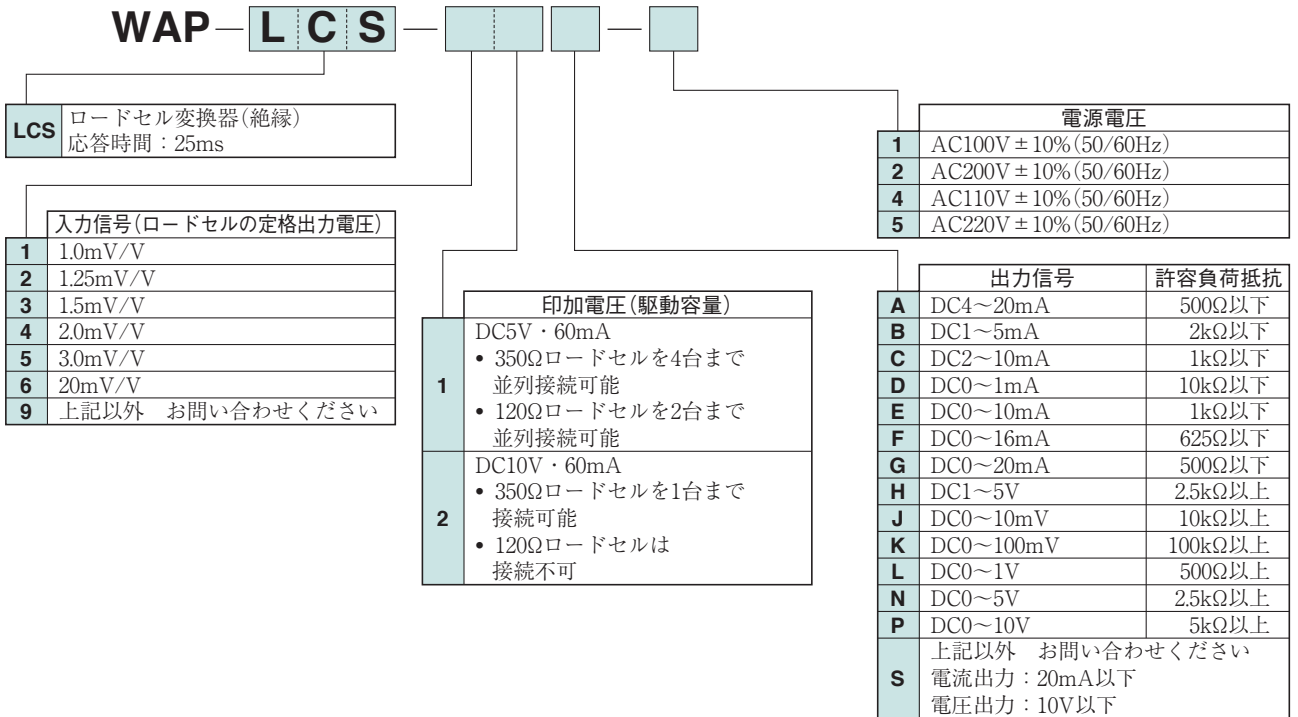 WAP—LCS—□□□—□
LCS ロードセル変換器(絶縁)
応答時間：25ms
入力信号(ロードセルの定格出力電圧)
1 1.0mV/V
2 1.25mV/V
3 1.5mV/V
4 2.0mV/V
5 3.0mV/V
6 20mV/V
9 上記以外　お問い合わせください
印加電圧(駆動容量)
1
DC5V・60mA
• 350Ωロードセルを4台まで
並列接続可能
• 120Ωロードセルを2台まで
並列接続可能
2
DC10V・60mA
• 350Ωロードセルを1台まで
接続可能
• 120Ωロードセルは
接続不可
電源電圧
1 AC100V±10%(50/60Hz)
2 AC200V±10%(50/60Hz)
4 AC110V±10%(50/60Hz)
5 AC220V±10%(50/60Hz)
出力信号 許容負荷抵抗
A DC4〜20mA 500Ω以下
B DC1〜5mA 2kΩ以下
C DC2〜10mA 1kΩ以下
D DC0〜1mA 10kΩ以下
E DC0〜10mA 1kΩ以下
F DC0〜16mA 625Ω以下
G DC0〜20mA 500Ω以下
H DC1〜5V 2.5kΩ以上
J DC0〜10mV 10kΩ以上
K DC0〜100mV 100kΩ以上
L DC0〜1V 500Ω以上
N DC0〜5V 2.5kΩ以上
P DC0〜10V 5kΩ以上
S
上記以外　お問い合わせください
電流出力：20mA以下
電圧出力：10V以下